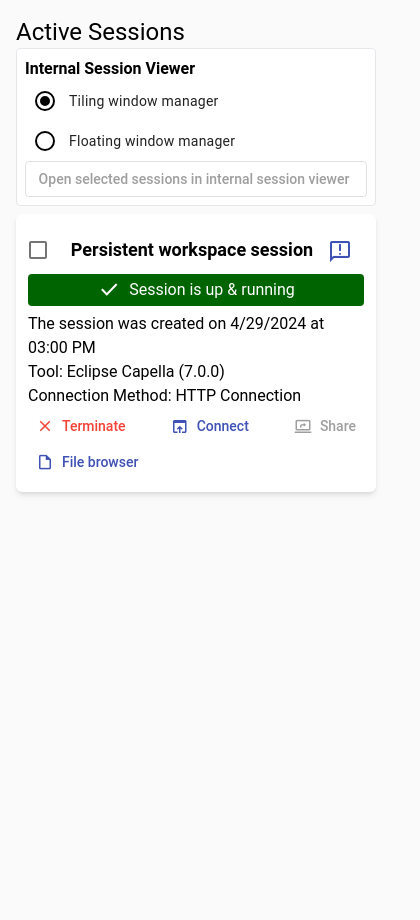 Active Sessions
Internal Session Viewer
Tiling window manager
Floating window manager
Open selected sessions in internal session viewer
Persistent workspace session
Session is up & running
The session was created on 4/29/2024 at
03:00 PM
Tool: Eclipse Capella (7.0.0)
Connection Method: HTTP Connection
Terminate Connect Share
File browser